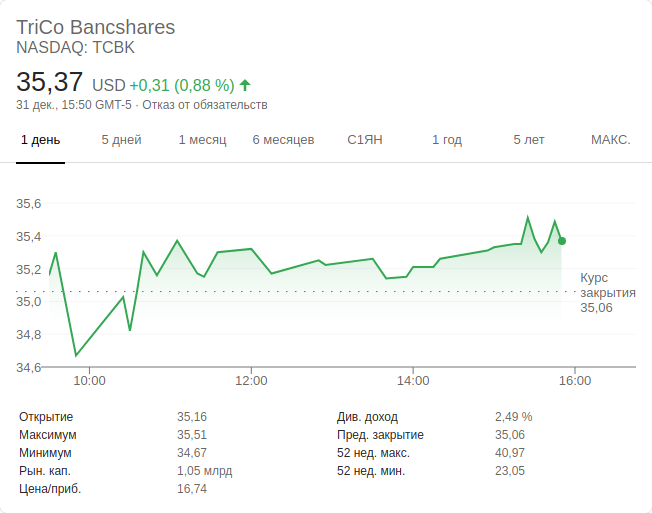 TriCo Bancshares
NASDAQ: TCBK
35,37 USD +0,31 (0,88 %)
31 дек., 15:50 GMT-5 · Отказ от обязательств
1 день 5 дней 1 месяц 6 месяцев С1ЯН 1 год 5 лет МАКС.
35,6
35,4
35,2
35,0
34,8
34,6
Курс
закрытия
35,06
10:00 12:00 14:00 16:00
Открытие 35,16 Див. доход 2,49 %
Максимум 35,51 Пред. закрытие 35,06
Минимум 34,67 52 нед. макс. 40,97
Рын. кап. 1,05 млрд 52 нед. мин. 23,05
Цена/приб. 16,74